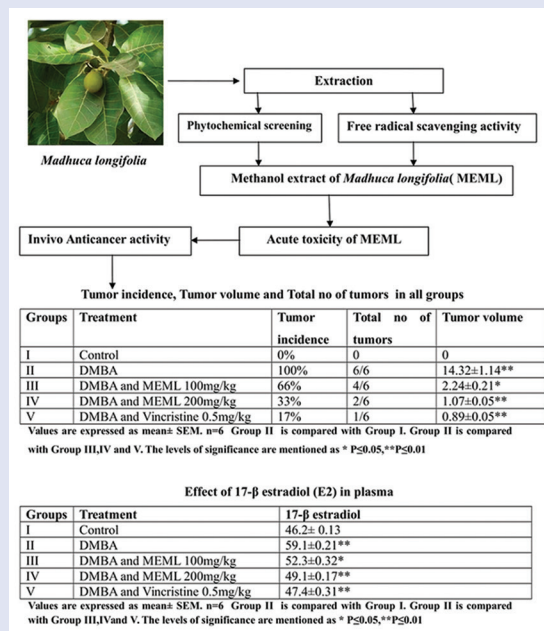 Extraction
Phytochemical screening
Free radical scavenging activity
Madhuca longifolia
Methanol extract of Madhuca longifolia( MEML)
Invivo Anticancer activity
Acute toxicity of MEML
Tumor incidence, Tumor volume and Total no of tumors in all groups
Groups Treatment Tumor incidence Total no of tumors Tumor volume
I Control 0% 0 0
II DMBA 100% 6/6 14.32±1.14**
III DMBA and MEML 100mg/kg 66% 4/6 2.24±0.21*
IV DMBA and MEML 200mg/kg 33% 2/6 1.07±0.05**
V DMBA and Vincristine 0.5mg/kg 17% 1/6 0.89±0.05**
Values are expressed as mean± SEM. n=6 Group II is compared with Group I. Group II is compared
with Group III,IV and V. The levels of significance are mentioned as * P≤0.05,**P≤0.01
Effect of 17-β estradiol (E2) in plasma
Groups Treatment 17-β estradiol
I Control 46.2± 0.13
II DMBA 59.1±0.21**
III DMBA and MEML 100mg/kg 52.3±0.32*
IV DMBA and MEML 200mg/kg 49.1±0.17**
V DMBA and Vincristine 0.5mg/kg 47.4±0.31**
Values are expressed as mean± SEM. n=6 Group II is compared with Group I. Group II is compared
with Group III,IVand V. The levels of significance are mentioned as * P≤0.05,**P≤0.01